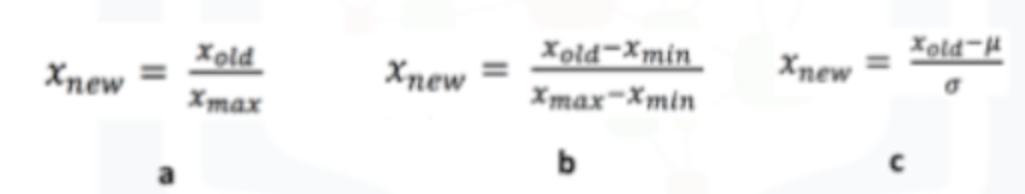 x_new = x_old / x_max
x_new = (x_old − x_min) / (x_max − x_min)
x_new = (x_old − μ) / σ
a b c